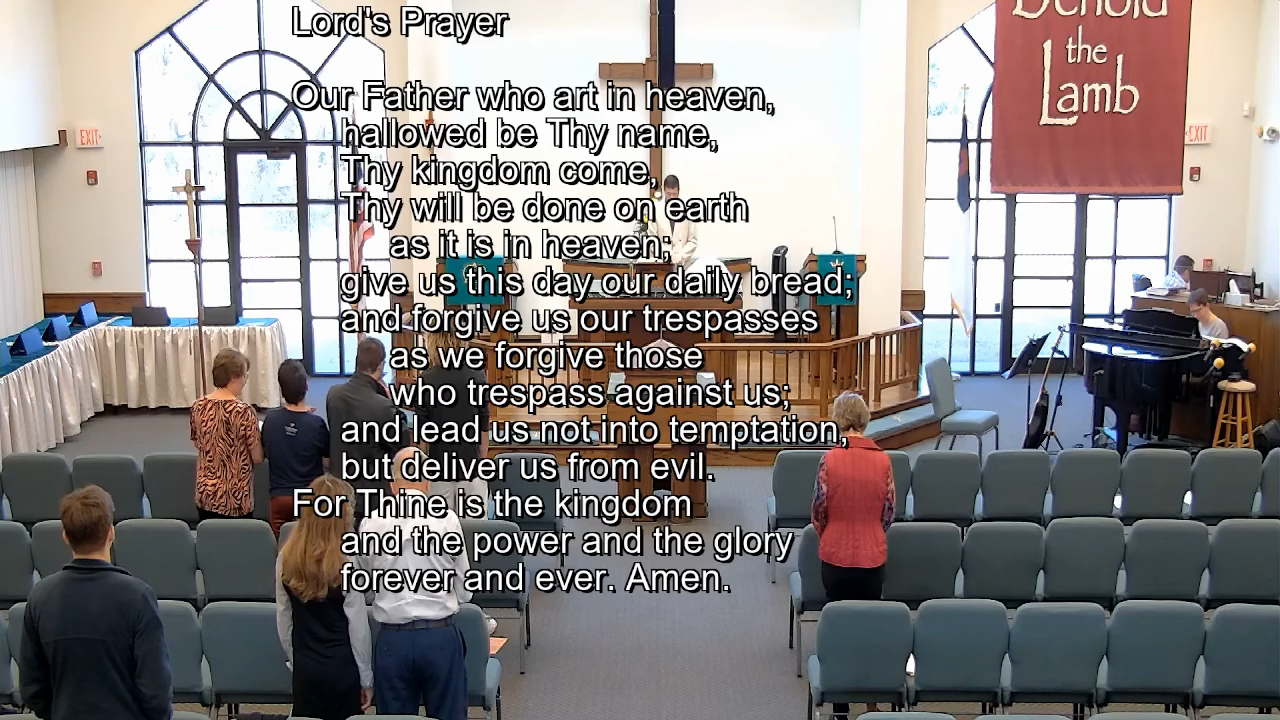 Lord's Prayer
Our Father who art in heaven,
hallowed be Thy name,
Thy kingdom come,
Thy will be done on earth
as it is in heaven;
give us this day our daily bread;
and forgive us our trespasses
as we forgive those
who trespass against us;
and lead us not into temptation,
but deliver us from evil.
For Thine is the kingdom
and the power and the glory
forever and ever. Amen.
Behold
the
Lamb
EXIT
EXIT